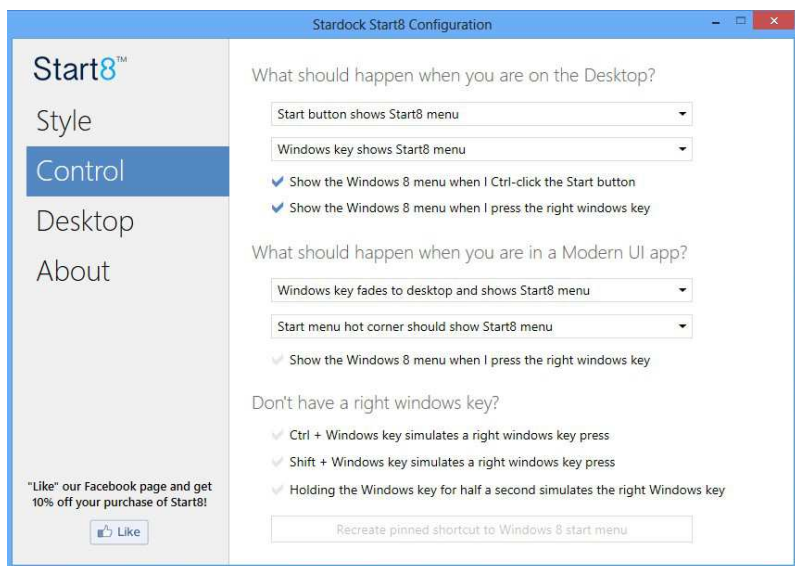 Stardock Start8 Configuration
Start8™
Style
Control
Desktop
About
"Like" our Facebook page and get
10% off your purchase of Start8!
Like
What should happen when you are on the Desktop?
Start button shows Start8 menu
Windows key shows Start8 menu
Show the Windows 8 menu when I Ctrl-click the Start button
Show the Windows 8 menu when I press the right windows key
What should happen when you are in a Modern UI app?
Windows key fades to desktop and shows Start8 menu
Start menu hot corner should show Start8 menu
Show the Windows 8 menu when I press the right windows key
Don't have a right windows key?
Ctrl + Windows key simulates a right windows key press
Shift + Windows key simulates a right windows key press
Holding the Windows key for half a second simulates the right Windows key
Recreate pinned shortcut to Windows 8 start menu